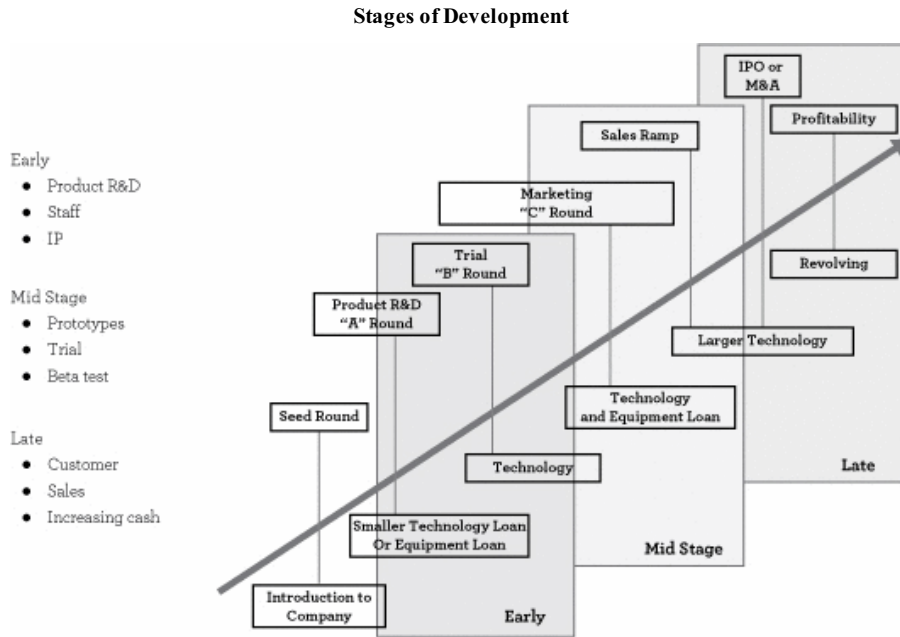 Stages of Development
Early
● Product R&D
● Staff
● IP
Mid Stage
● Prototypes
● Trial
● Beta test
Late
● Customer
● Sales
● Increasing cash
IPO or
M&A
Profitability
Sales Ramp
Marketing
“C” Round
Trial
“B” Round
Product R&D
“A” Round
Seed Round
Revolving
Larger Technology
Technology
and Equipment Loan
Technology
Smaller Technology Loan
Or Equipment Loan
Introduction to
Company
Early
Mid Stage
Late